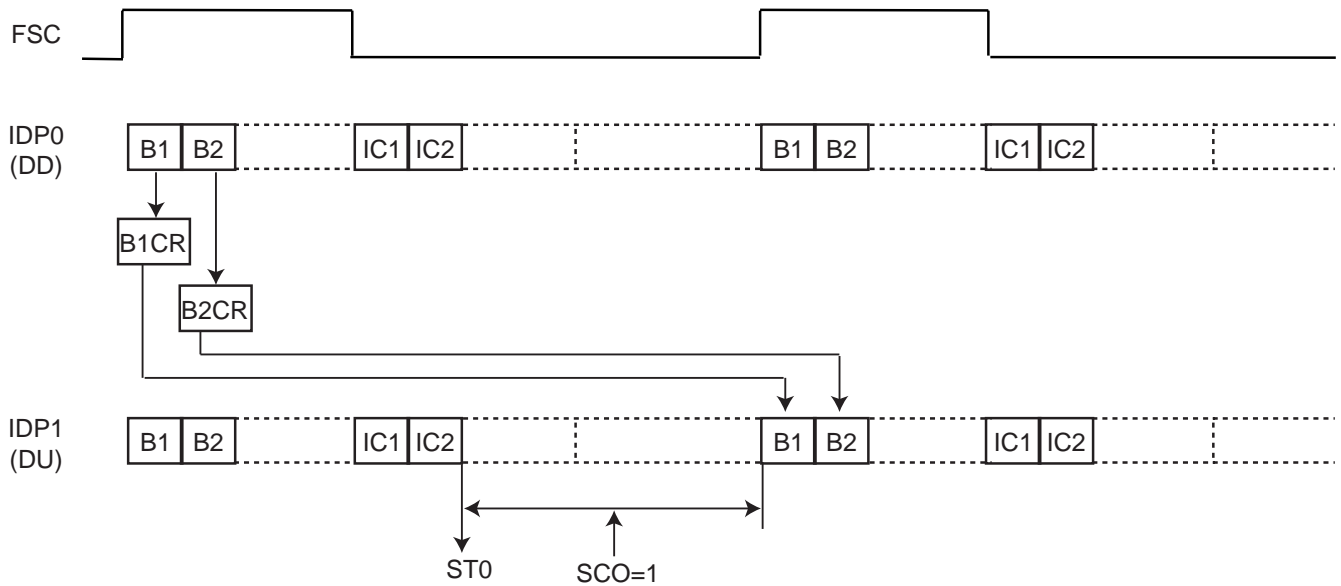 FSC
IDP0
(DD)
B1 B2 IC1 IC2 B1 B2 IC1 IC2
B1CR
B2CR
IDP1
(DU)
B1 B2 IC1 IC2 B1 B2 IC1 IC2
ST0 SCO=1